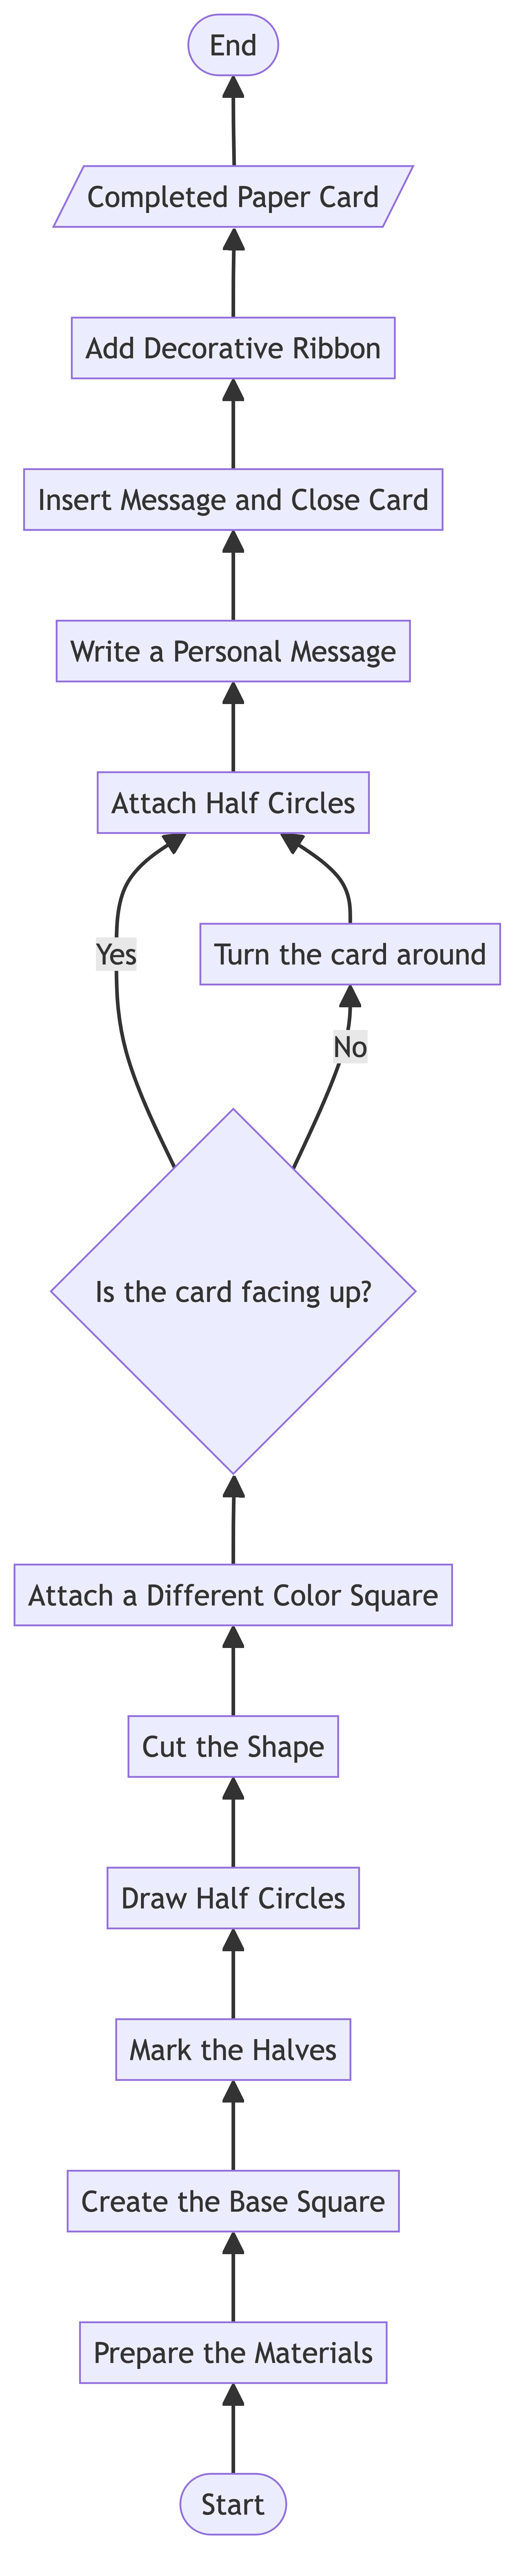 End
Completed Paper Card
Add Decorative Ribbon
Insert Message and Close Card
Write a Personal Message
Attach Half Circles
Yes
Turn the card around
No
Is the card facing up?
Attach a Different Color Square
Cut the Shape
Draw Half Circles
Mark the Halves
Create the Base Square
Prepare the Materials
Start